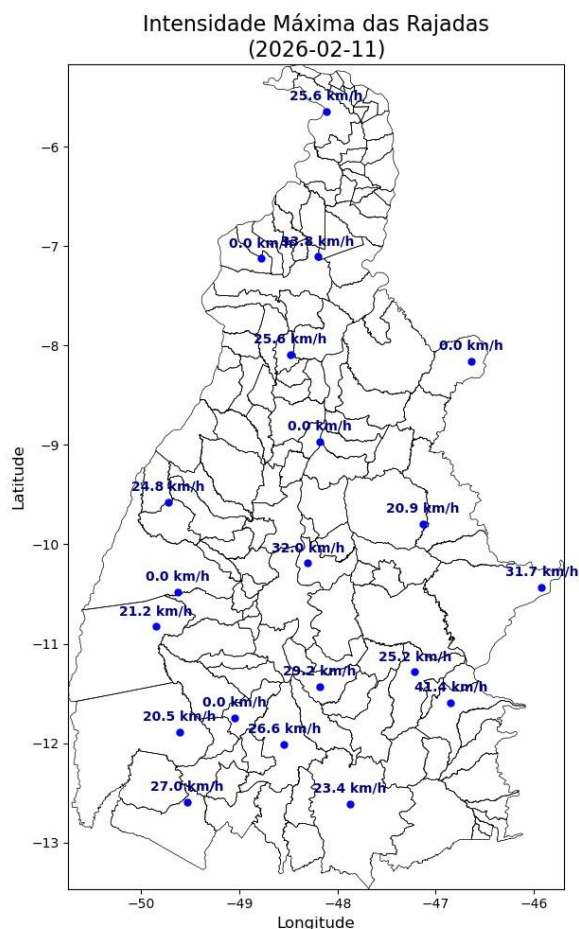 Intensidade Máxima das Rajadas
(2026-02-11)
25.6 km/h
−6
0.0 km/h 33.8 km/h
−7
25.6 km/h
0.0 km/h
−8
0.0 km/h
−9
24.8 km/h
20.9 km/h
−10
32.0 km/h
0.0 km/h
31.7 km/h
21.2 km/h
−11
25.2 km/h
29.2 km/h
41.4 km/h
0.0 km/h
20.5 km/h
26.6 km/h
−12
27.0 km/h
23.4 km/h
−13
Latitude
−50 −49 −48 −47 −46
Longitude